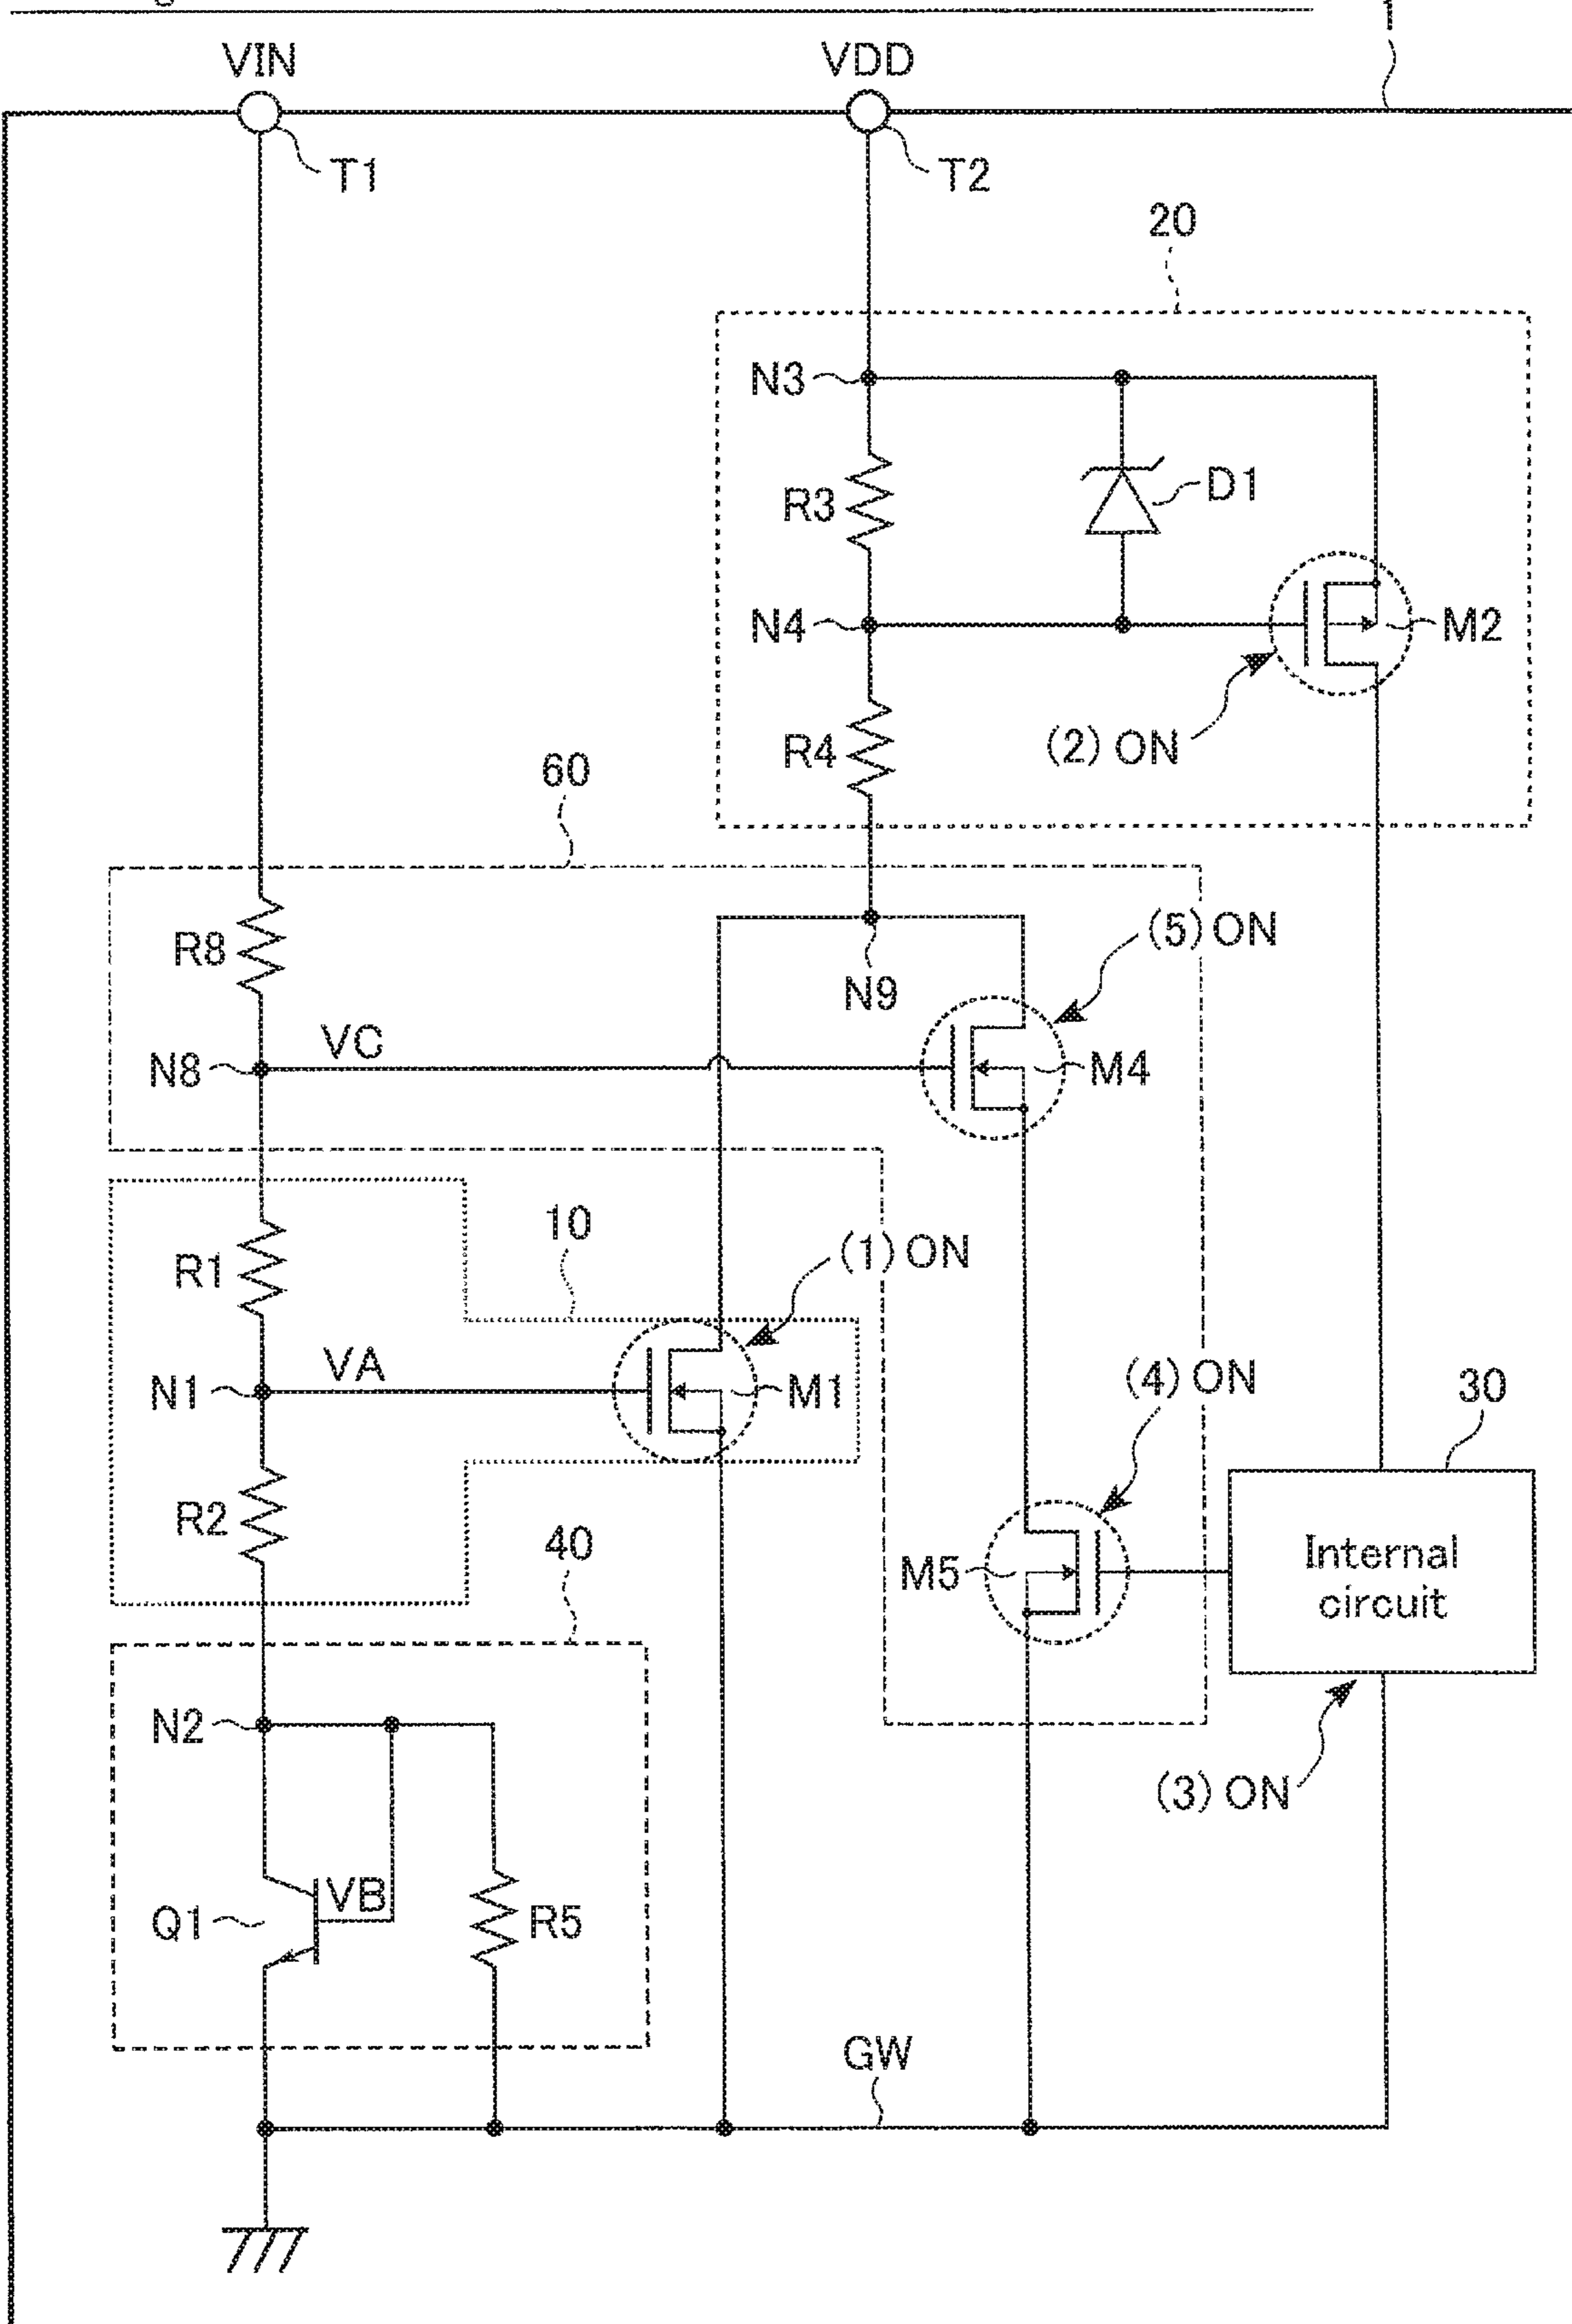 1
VIN
VDD
T1
T2
20
N3
R3
D1
N4
M2
(2) ON
R4
60
R8
(5) ON
N9
VC
N8
M4
10
(1) ON
R1
VA
N1
M1
(4) ON
30
R2
40
M5
Internal
circuit
N2
(3) ON
VB
Q1
R5
GW